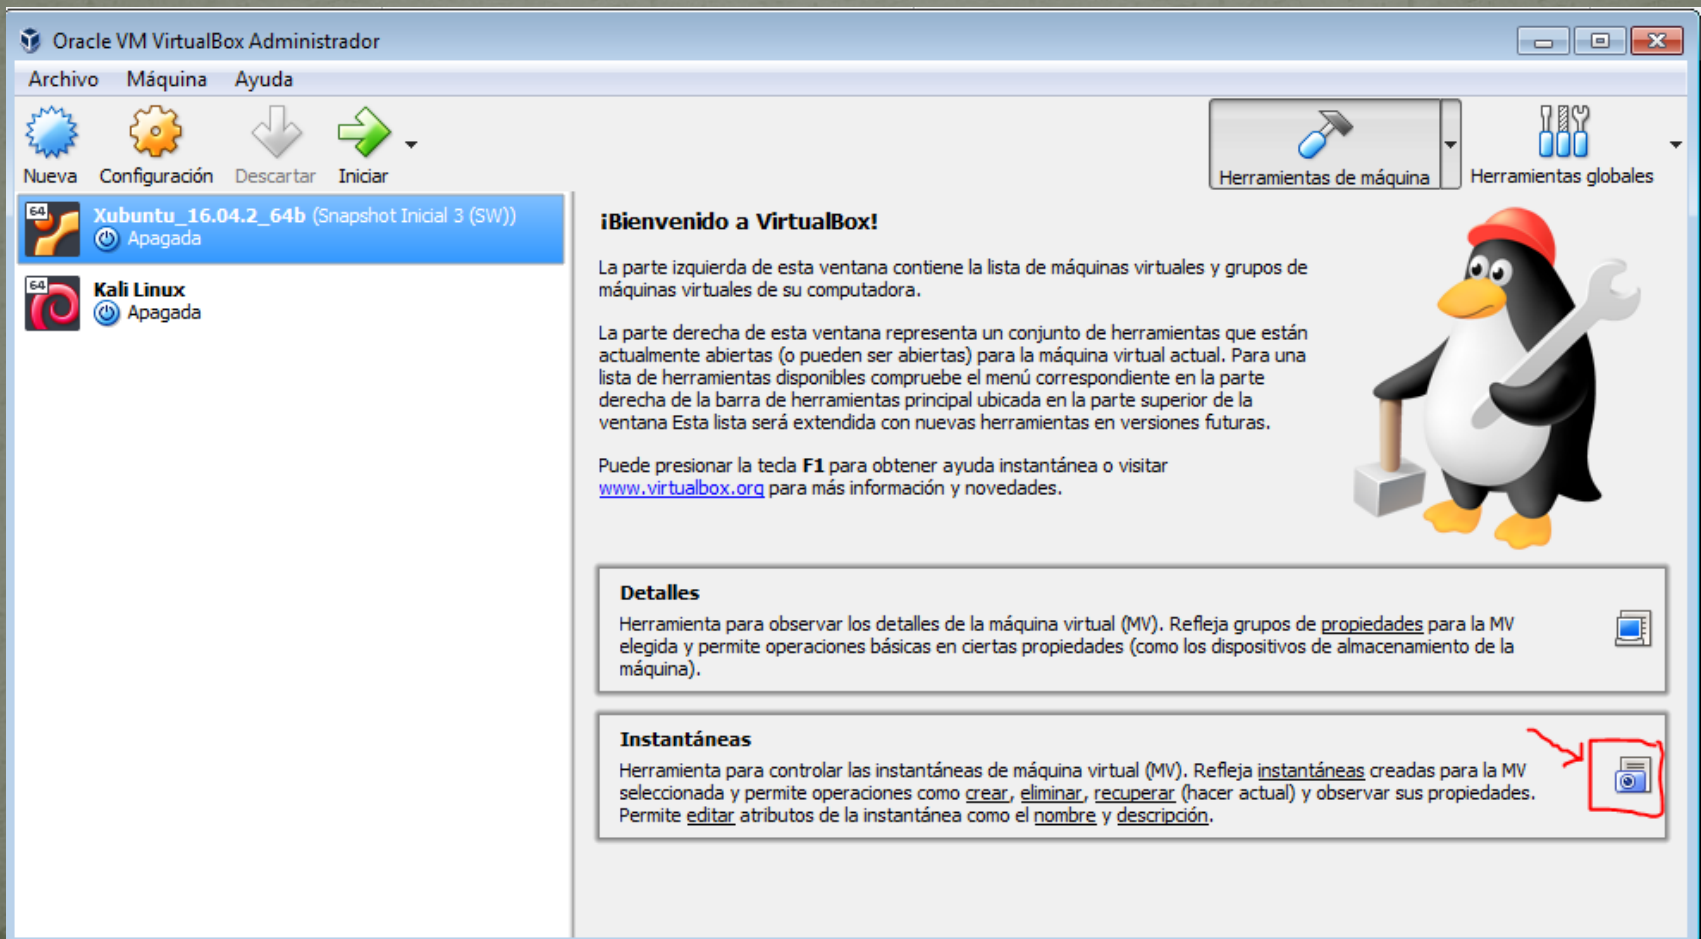 Oracle VM VirtualBox Administrador
Archivo Máquina Ayuda
Nueva Configuración Descartar Iniciar
Herramientas de máquina Herramientas globales
64 Xubuntu_16.04.2_64b (Snapshot Inicial 3 (SW))
Apagada
64 Kali Linux
Apagada
¡Bienvenido a VirtualBox!
La parte izquierda de esta ventana contiene la lista de máquinas virtuales y grupos de
máquinas virtuales de su computadora.
La parte derecha de esta ventana representa un conjunto de herramientas que están
actualmente abiertas (o pueden ser abiertas) para la máquina virtual actual. Para una
lista de herramientas disponibles compruebe el menú correspondiente en la parte
derecha de la barra de herramientas principal ubicada en la parte superior de la
ventana Esta lista será extendida con nuevas herramientas en versiones futuras.
Puede presionar la tecla F1 para obtener ayuda instantánea o visitar
www.virtualbox.org para más información y novedades.
Detalles
Herramienta para observar los detalles de la máquina virtual (MV). Refleja grupos de propiedades para la MV
elegida y permite operaciones básicas en ciertas propiedades (como los dispositivos de almacenamiento de la
máquina).
Instantáneas
Herramienta para controlar las instantáneas de máquina virtual (MV). Refleja instantáneas creadas para la MV
seleccionada y permite operaciones como crear, eliminar, recuperar (hacer actual) y observar sus propiedades.
Permite editar atributos de la instantánea como el nombre y descripción.